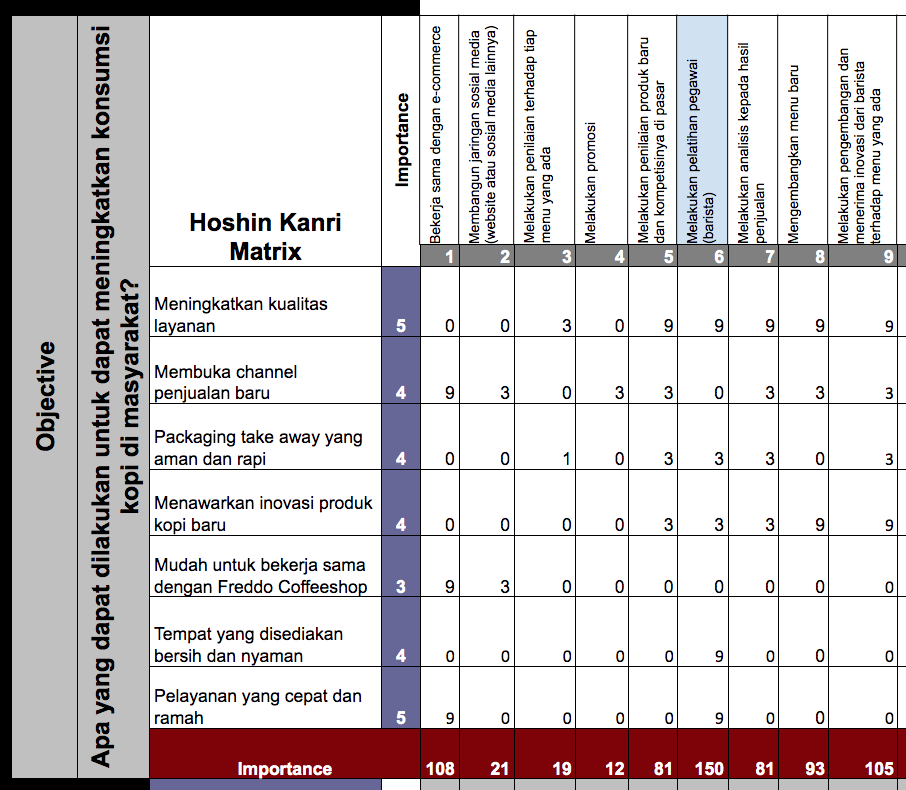 Objective
Apa yang dapat dilakukan untuk dapat meningkatkan konsumsi
kopi di masyarakat?
Hoshin Kanri
Matrix
Importance
Bekerja sama dengan e-commerce
Membangun jaringan sosial media
(website atau sosial media lainnya)
Melakukan penilaian terhadap tiap
menu yang ada
Melakukan promosi
Melakukan penilaian produk baru
dan kompetisinya di pasar
Melakukan pelatihan pegawai
(barista)
Melakukan analisis kepada hasil
penjualan
Mengembangkan menu baru
Melakukan pengembangan dan
menerima inovasi dari barista
terhadap menu yang ada
1 2 3 4 5 6 7 8 9
Meningkatkan kualitas
layanan 5 0 0 3 0 9 9 9 9 9
Membuka channel
penjualan baru 4 9 3 0 3 3 0 3 3 3
Packaging take away yang
aman dan rapi 4 0 0 1 0 3 3 3 0 3
Menawarkan inovasi produk
kopi baru 4 0 0 0 0 3 3 3 9 9
Mudah untuk bekerja sama
dengan Freddo Coffeeshop 3 9 3 0 0 0 0 0 0 0
Tempat yang disediakan
bersih dan nyaman 4 0 0 0 0 0 9 0 0 0
Pelayanan yang cepat dan
ramah 5 9 0 0 0 0 9 0 0 0
Importance 108 21 19 12 81 150 81 93 105